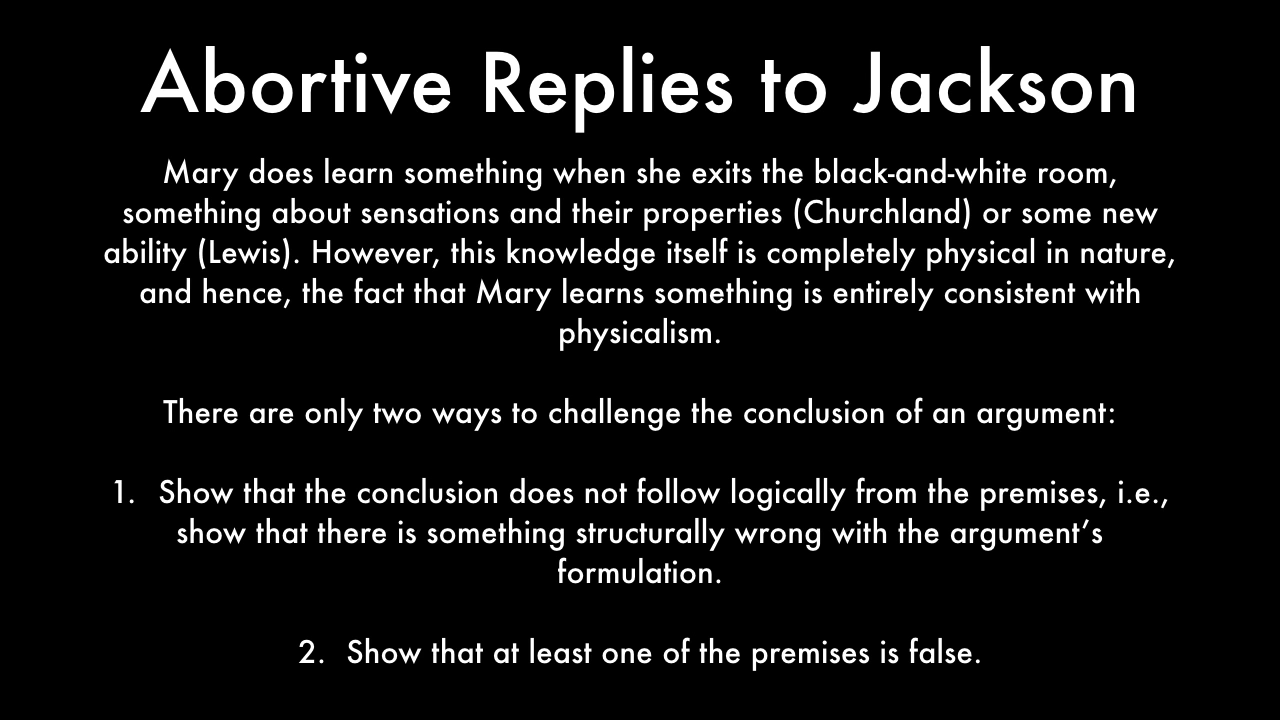 Abortive Replies to Jackson
Mary does learn something when she exits the black-and-white room,
something about sensations and their properties (Churchland) or some new
ability (Lewis). However, this knowledge itself is completely physical in nature,
and hence, the fact that Mary learns something is entirely consistent with
physicalism.
There are only two ways to challenge the conclusion of an argument:
1. Show that the conclusion does not follow logically from the premises, i.e.,
show that there is something structurally wrong with the argument’s
formulation.
2. Show that at least one of the premises is false.